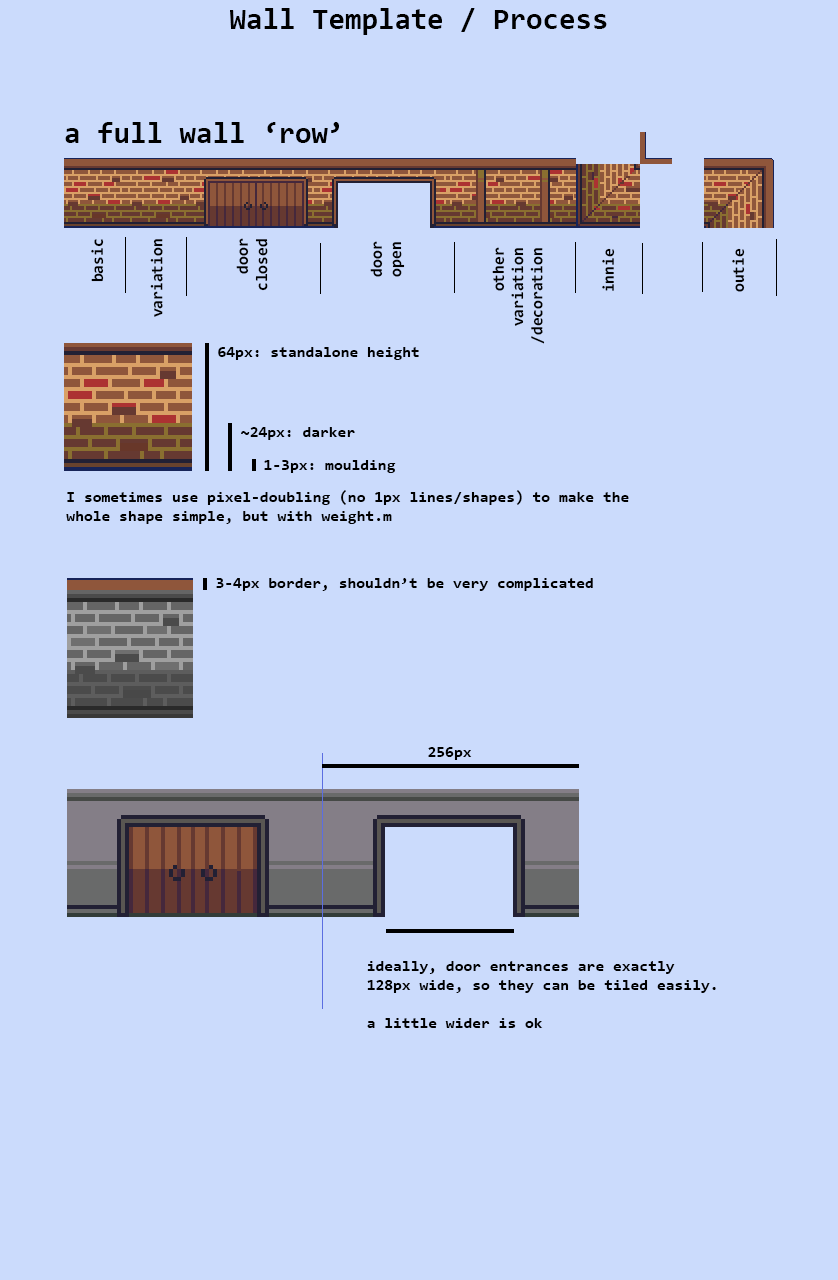 Wall Template / Process
a full wall ‘row’
basic
variation
door
closed
door
open
other
variation
/decoration
innie
outie
64px: standalone height
~24px: darker
1-3px: moulding
I sometimes use pixel-doubling (no 1px lines/shapes) to make the
whole shape simple, but with weight.m
3-4px border, shouldn’t be very complicated
256px
ideally, door entrances are exactly
128px wide, so they can be tiled easily.
a little wider is ok